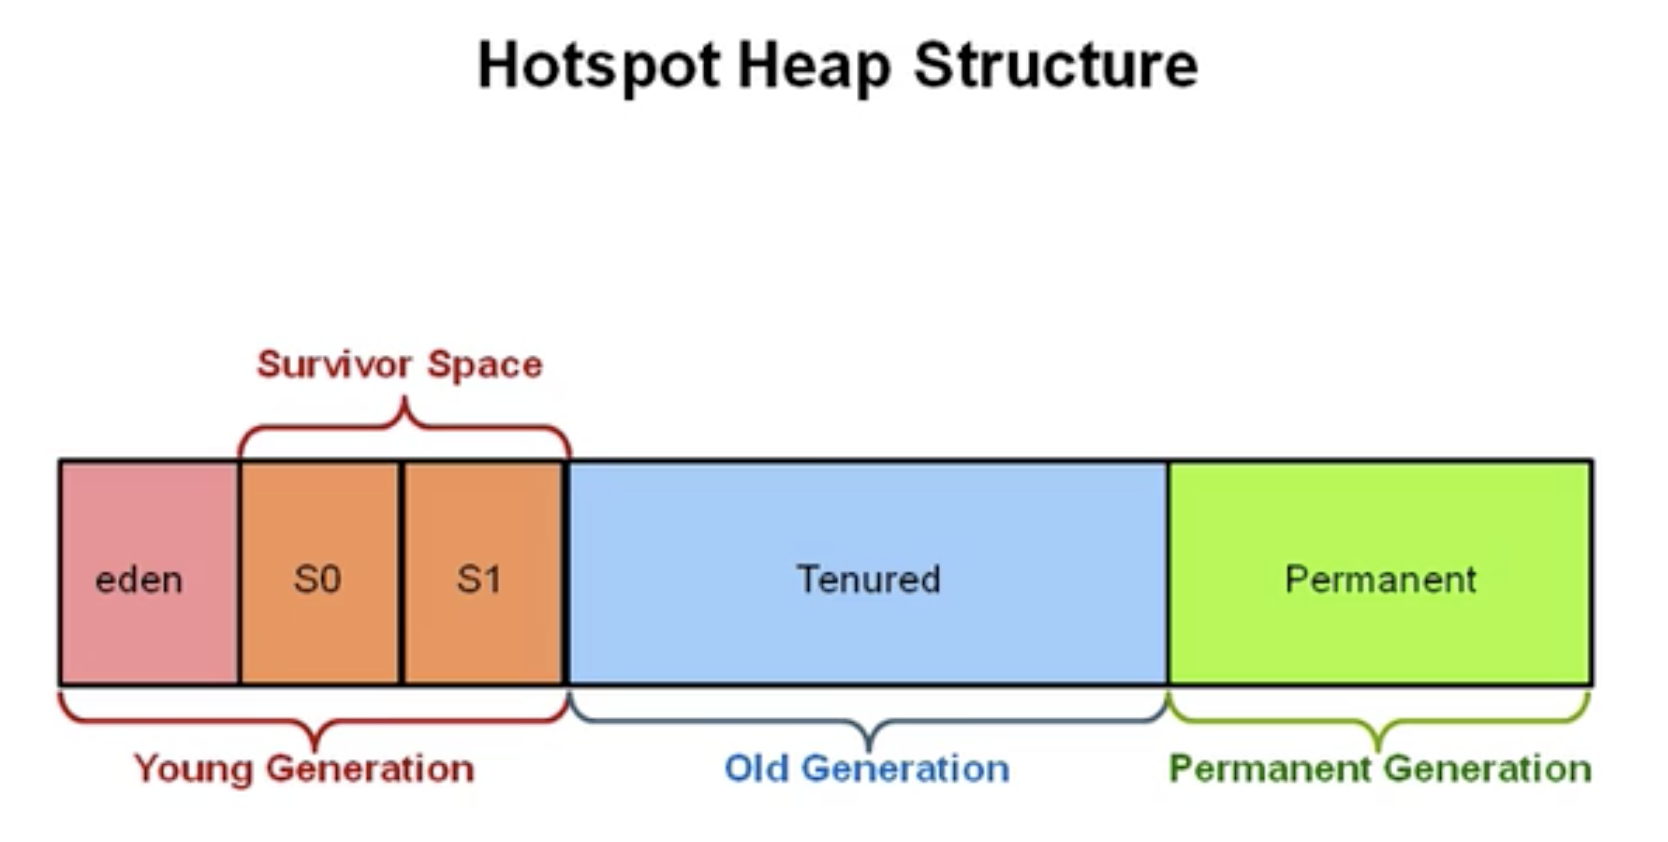 Hotspot Heap Structure
Survivor Space
eden
S0
S1
Tenured
Permanent
Young Generation
Old Generation
Permanent Generation